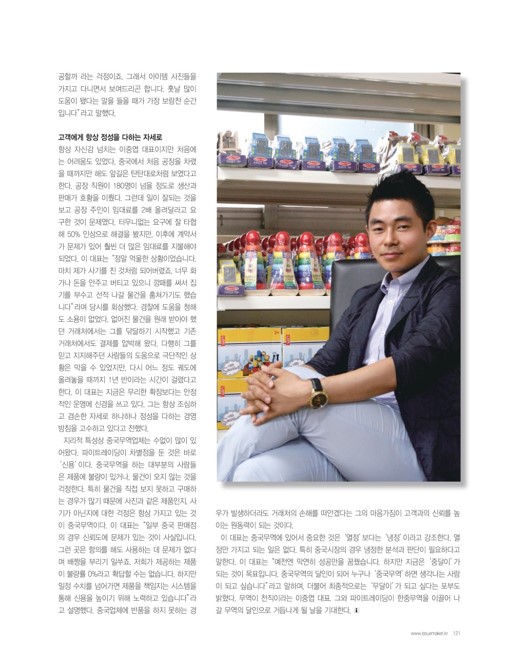 공할까 라는 걱정이죠. 그래서 아이템 사진들을
가지고 다니면서 보여드리곤 합니다. 훗날 많이
도움이 됐다는 말을 들을 때가 가장 보람찬 순간
입니다”라고 말했다.
고객에게 항상 정성을 다하는 자세로
항상 자신감 넘치는 이중엽 대표이지만 처음에
는 어려움도 있었다. 중국에서 처음 공장을 차렸
을 때까지만 해도 앞길은 탄탄대로처럼 보였다고
한다. 공장 직원이 180명이 넘을 정도로 생산과
판매가 호황을 이뤘다. 그런데 일이 잘되는 것을
보고 공장 주인이 임대료를 2배 올려달라고 요
구한 것이 문제였다. 터무니없는 요구에 잘 타협
해 50% 인상으로 해결을 봤지만, 이후에 계약서
가 문제가 있어 훨씬 더 많은 임대료를 지불해야
되었다. 이 대표는 “정말 억울한 상황이었습니다.
마치 제가 사기를 친 것처럼 되어버렸죠. 너무 화
가나 돈을 안주고 버티고 있으니 깡패를 써서 집
기를 부수고 선적 나갈 물건을 훔쳐가기도 했습
니다”라며 당시를 회상했다. 경찰에 도움을 청해
도 소용이 없었다. 없어진 물건을 원래 받아야 했
던 거래처에서는 그를 닦달하기 시작했고 기존
거래처에서도 결제를 압박해 왔다. 다행히 그를
믿고 지지해주던 사람들의 도움으로 극단적인 상
황은 막을 수 있었지만, 다시 어느 정도 궤도에
올려놓을 때까지 1년 반이라는 시간이 걸렸다고
한다. 이 대표는 지금은 무리한 확장보다는 안정
적인 운영에 신경을 쓰고 있다. 그는 항상 조심하
고 겸손한 자세로 하나하나 정성을 다하는 경영
방침을 고수하고 있다고 전했다.
지리적 특성상 중국무역업체는 수없이 많이 있
어왔다. 파이트레이딩이 차별점을 둔 것은 바로
‘신용’이다. 중국무역을 하는 대부분의 사람들
은 제품에 불량이 있거나, 물건이 오지 않는 것을
걱정한다. 특히 물건을 직접 보지 못하고 구매하
는 경우가 많기 때문에 사진과 같은 제품인지, 사
기가 아닌지에 대한 걱정은 항상 가지고 있는 것
이 중국무역이다. 이 대표는 “일부 중국 판매점
의 경우 신뢰도에 문제가 있는 것이 사실입니다.
그런 곳은 항의를 해도 사용하는 데 문제가 없다
며 배짱을 부리기 일쑤죠. 저희가 제공하는 제품
이 불량률 0%라고 확답할 수는 없습니다. 하지만
일정 수치를 넘어가면 제품을 책임지는 시스템을
통해 신용을 높이기 위해 노력하고 있습니다”라
고 설명했다. 중국업체에 반품을 하지 못하는 경
우가 발생하더라도 거래처의 손해를 떠안겠다는 그의 마음가짐이 고객과의 신뢰를 높
이는 원동력이 되는 것이다.
이 대표는 중국무역에 있어서 중요한 것은 ‘열정’보다는 ‘냉정’이라고 강조한다. 열
정만 가지고 되는 일은 없다. 특히 중국시장의 경우 냉정한 분석과 판단이 필요하다고
말한다. 이 대표는 “예전엔 막연히 성공만을 꿈꿨습니다. 하지만 지금은 ‘중달이’가
되는 것이 목표입니다. 중국무역의 달인이 되어 누구나 ‘중국무역’하면 생각나는 사람
이 되고 싶습니다”라고 말하며, 더불어 최종적으로는 ‘무달이’가 되고 싶다는 포부도
밝혔다. 무역이 천직이라는 이중엽 대표. 그와 파이트레이딩이 한중무역을 이끌어 나
갈 무역의 달인으로 거듭나게 될 날을 기대한다.
www.issuemaker.kr 121